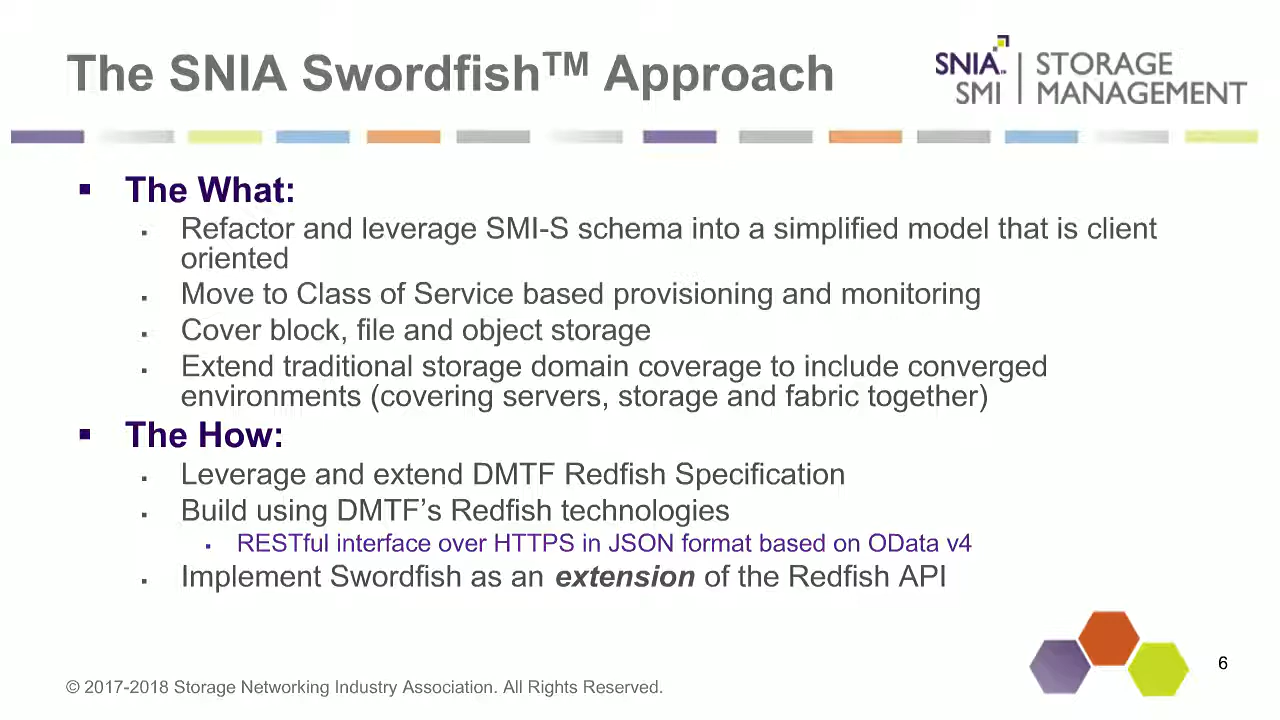 The SNIA Swordfish™ Approach
SNIA™ | STORAGE
SMI | MANAGEMENT
▪ The What:
▪ Refactor and leverage SMI-S schema into a simplified model that is client
oriented
▪ Move to Class of Service based provisioning and monitoring
▪ Cover block, file and object storage
▪ Extend traditional storage domain coverage to include converged
environments (covering servers, storage and fabric together)
▪ The How:
▪ Leverage and extend DMTF Redfish Specification
▪ Build using DMTF’s Redfish technologies
▪ RESTful interface over HTTPS in JSON format based on OData v4
▪ Implement Swordfish as an extension of the Redfish API
6
© 2017-2018 Storage Networking Industry Association. All Rights Reserved.